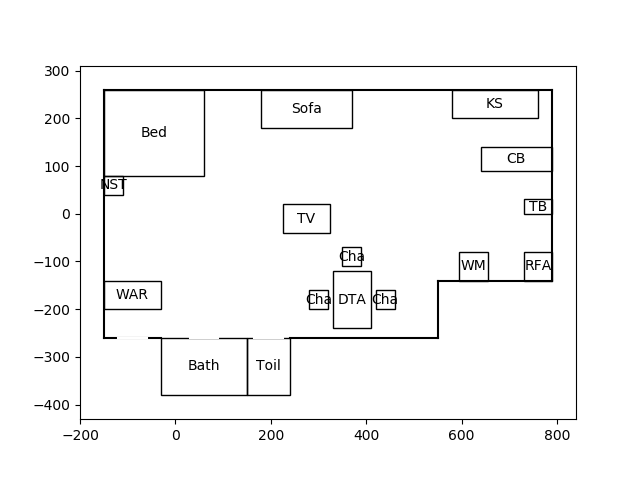 300
200
100
0
−100
−200
−300
−400
−200
0
200
400
600
800
Bed
Sofa
KS
CB
NST
TB
TV
Cha
WM
RFA
WAR
Cha
DTA
Cha
Bath
Toil